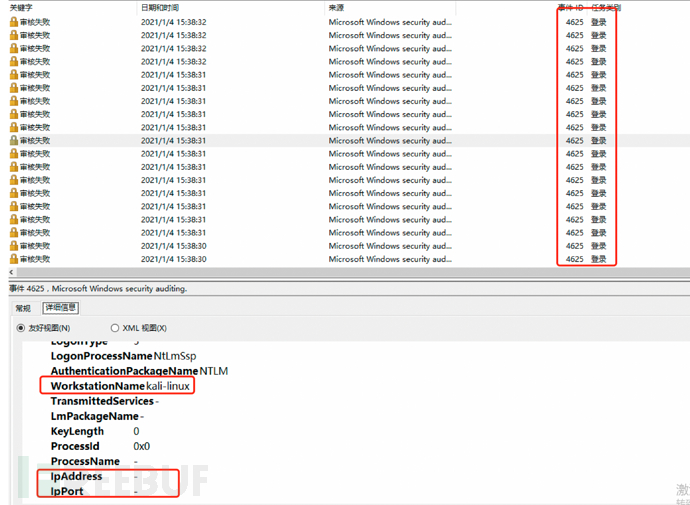 关键字 日期和时间 来源 事件 ID 任务类别
审核失败 2021/1/4 15:38:32 Microsoft Windows security aud... 4625 登录
审核失败 2021/1/4 15:38:32 Microsoft Windows security aud... 4625 登录
审核失败 2021/1/4 15:38:32 Microsoft Windows security aud... 4625 登录
审核失败 2021/1/4 15:38:32 Microsoft Windows security aud... 4625 登录
审核失败 2021/1/4 15:38:31 Microsoft Windows security aud... 4625 登录
审核失败 2021/1/4 15:38:31 Microsoft Windows security aud... 4625 登录
审核失败 2021/1/4 15:38:31 Microsoft Windows security aud... 4625 登录
审核失败 2021/1/4 15:38:31 Microsoft Windows security aud... 4625 登录
审核失败 2021/1/4 15:38:31 Microsoft Windows security aud... 4625 登录
审核失败 2021/1/4 15:38:31 Microsoft Windows security aud... 4625 登录
审核失败 2021/1/4 15:38:31 Microsoft Windows security aud... 4625 登录
审核失败 2021/1/4 15:38:31 Microsoft Windows security aud... 4625 登录
审核失败 2021/1/4 15:38:31 Microsoft Windows security aud... 4625 登录
审核失败 2021/1/4 15:38:31 Microsoft Windows security aud... 4625 登录
审核失败 2021/1/4 15:38:31 Microsoft Windows security aud... 4625 登录
审核失败 2021/1/4 15:38:31 Microsoft Windows security aud... 4625 登录
审核失败 2021/1/4 15:38:31 Microsoft Windows security aud... 4625 登录
审核失败 2021/1/4 15:38:30 Microsoft Windows security aud... 4625 登录
审核失败 2021/1/4 15:38:30 Microsoft Windows security aud... 4625 登录
事件 4625，Microsoft Windows security auditing.
常规 详细信息
友好视图(N) XML 视图(X)
LogonType 3
LogonProcessName NtLmSsp
AuthenticationPackageName NTLM
WorkstationName kali-linux
TransmittedServices -
LmPackageName -
KeyLength 0
ProcessId 0x0
ProcessName -
IpAddress -
IpPort -
FREEBUF
激